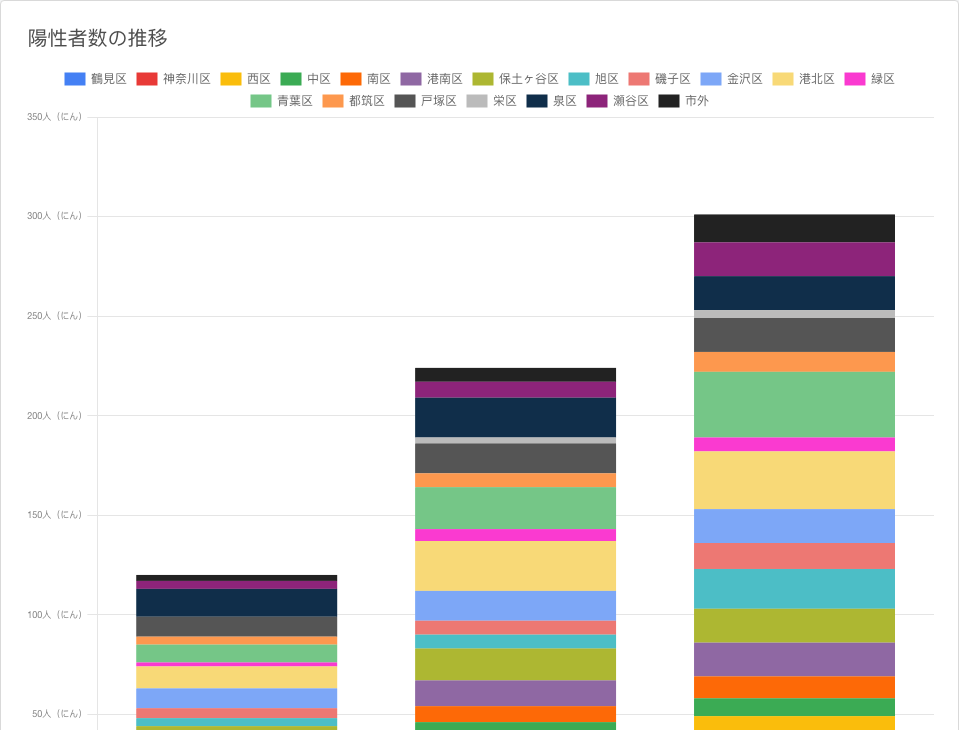 陽性者数の推移
鶴見区 神奈川区 西区 中区 南区 港南区 保土ヶ谷区 旭区 磯子区 金沢区 港北区 緑区
青葉区 都筑区 戸塚区 栄区 泉区 瀬谷区 市外
350人（にん）
300人（にん）
250人（にん）
200人（にん）
150人（にん）
100人（にん）
50人（にん）